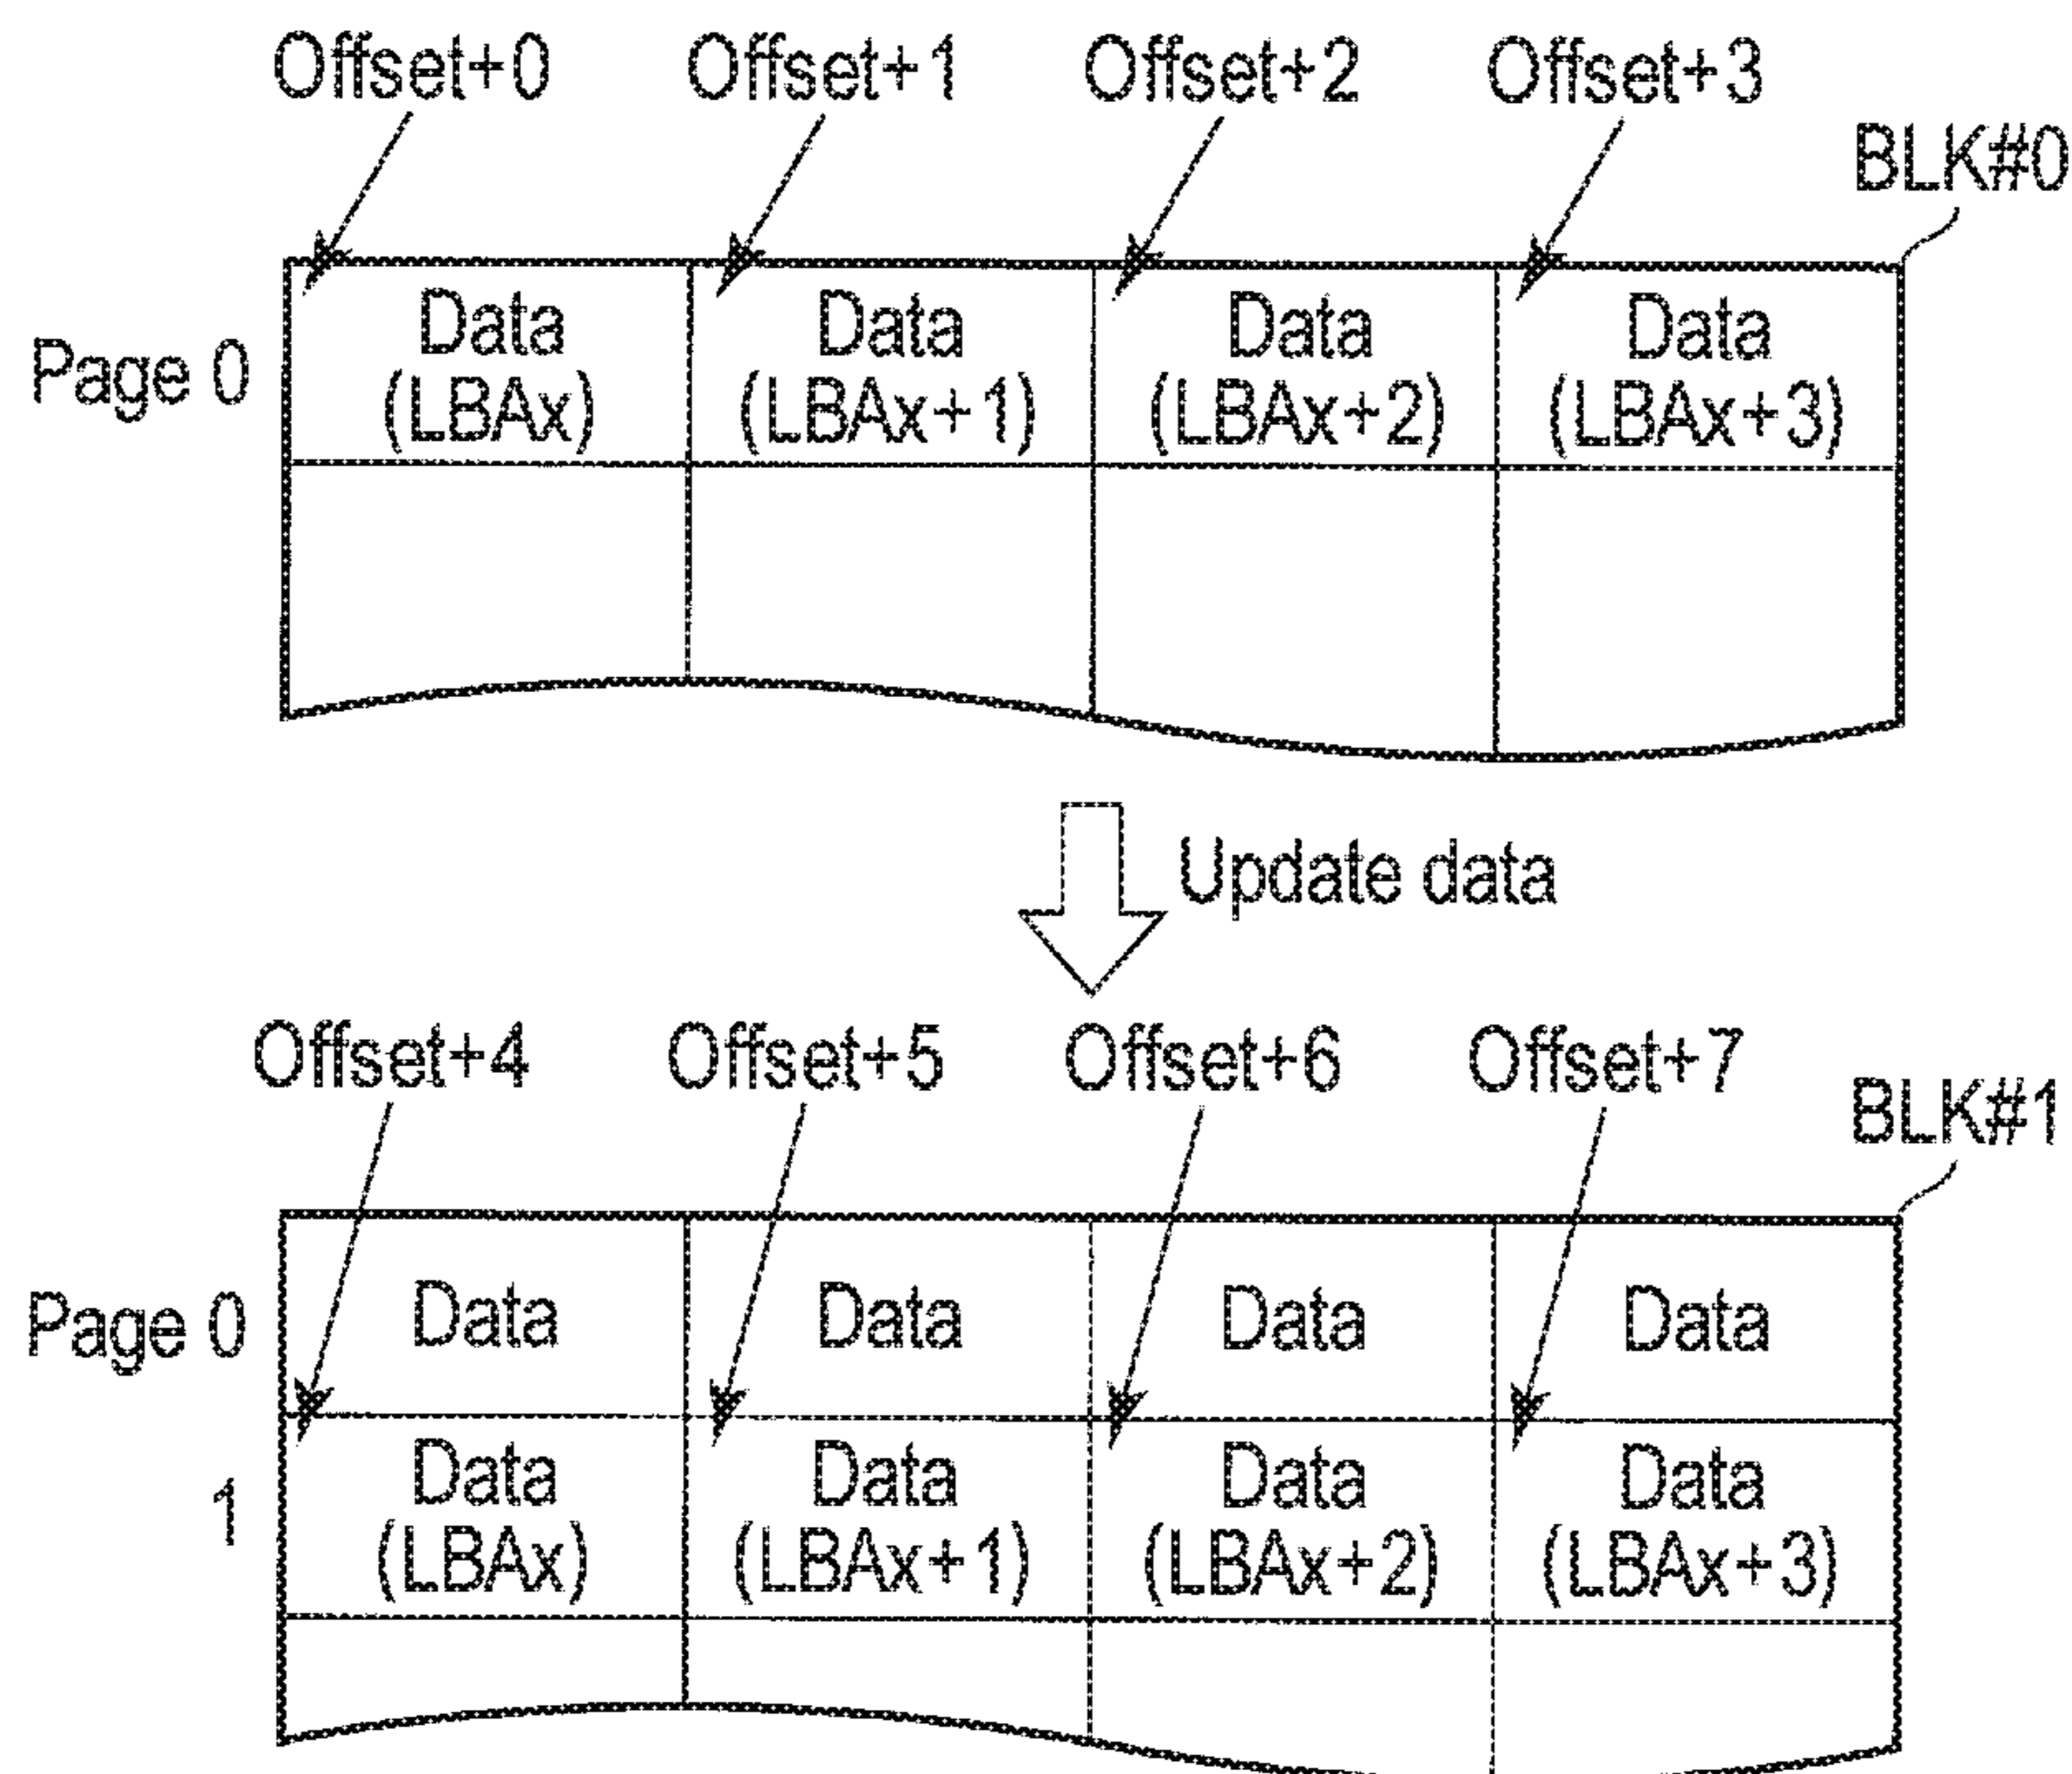 Offset+0 Offset+1 Offset+2 Offset+3
BLK#0
Page 0
Data Data Data Data
(LBAx) (LBAx+1) (LBAx+2) (LBAx+3)
Update data
Offset+4 Offset+5 Offset+6 Offset+7
BLK#1
Page 0 Data Data Data Data
1
Data Data Data Data
(LBAx) (LBAx+1) (LBAx+2) (LBAx+3)